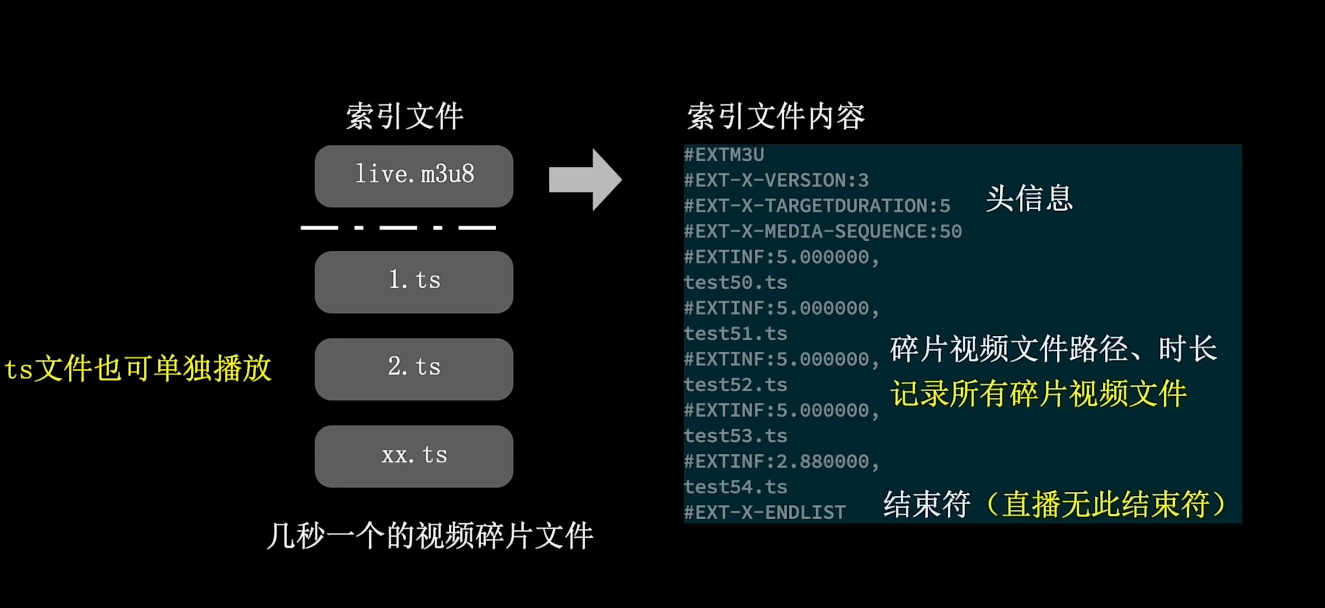 索引文件
live.m3u8
1.ts
2.ts
xx.ts
ts文件也可单独播放
几秒一个的视频碎片文件
索引文件内容
#EXTM3U
#EXT-X-VERSION:3
#EXT-X-TARGETDURATION:5
#EXT-X-MEDIA-SEQUENCE:50
头信息
#EXTINF:5.000000,
test50.ts
#EXTINF:5.000000,
test51.ts
#EXTINF:5.000000,
test52.ts
#EXTINF:5.000000,
test53.ts
#EXTINF:2.880000,
test54.ts
碎片视频文件路径、时长
记录所有碎片视频文件
#EXT-X-ENDLIST
结束符（直播无此结束符）